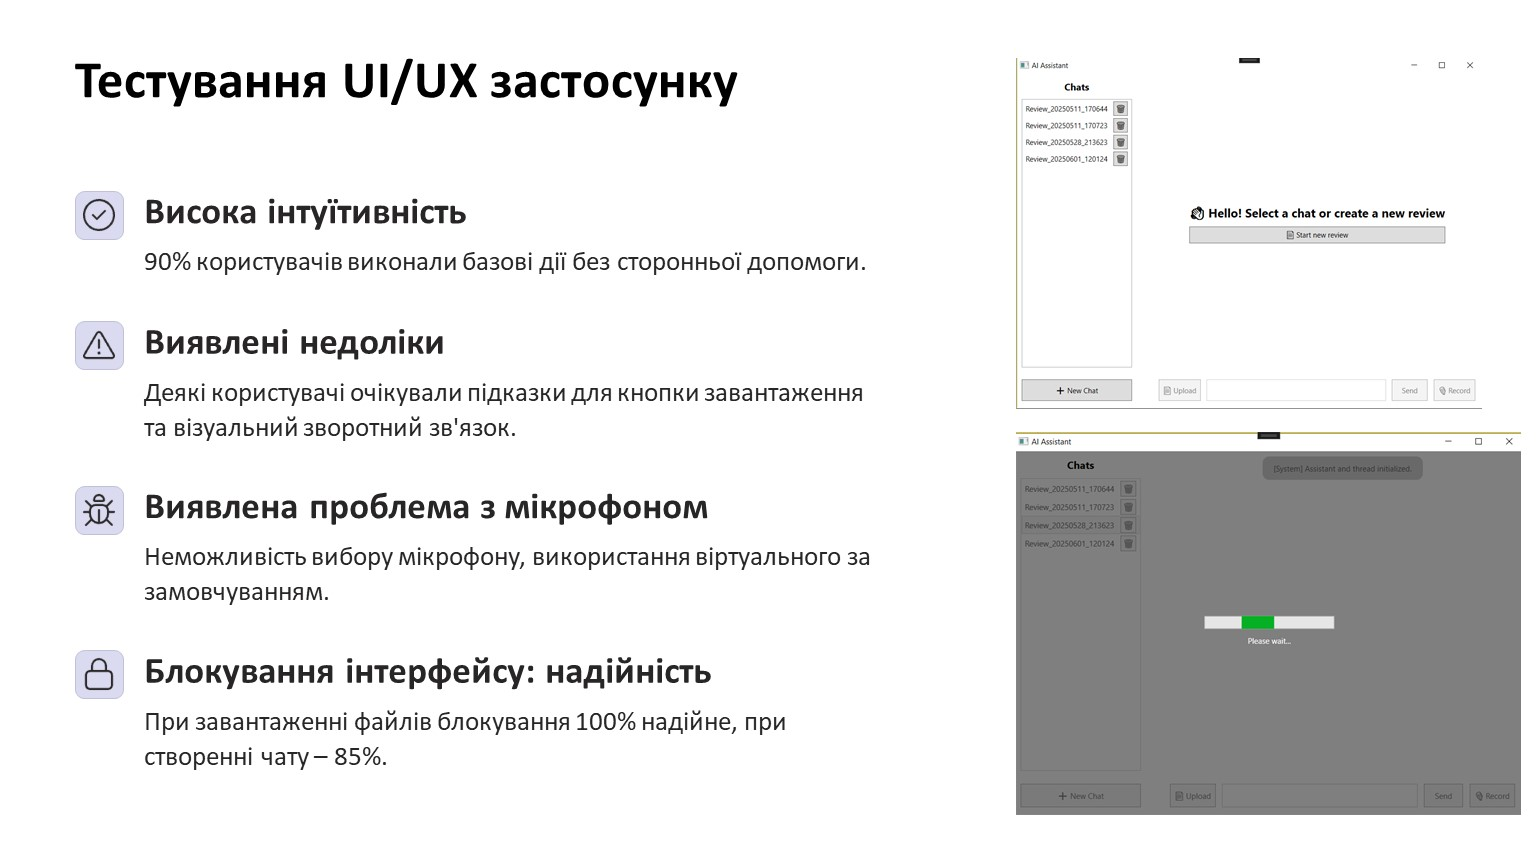 Тестування UI/UX застосунку
Висока інтуїтивність
90% користувачів виконали базові дії без сторонньої допомоги.
Виявлені недоліки
Деякі користувачі очікували підказки для кнопки завантаження
та візуальний зворотний зв'язок.
Виявлена проблема з мікрофоном
Неможливість вибору мікрофону, використання віртуального за
замовчуванням.
Блокування інтерфейсу: надійність
При завантаженні файлів блокування 100% надійне, при
створенні чату – 85%.
AI Assistant
Chats
Review_20250511_170644
Review_20250511_170723
Review_20250528_213623
Review_20250601_120124
Hello! Select a chat or create a new review
Start new review
+ New Chat
Upload
Send
Record
AI Assistant
Chats
[System] Assistant and thread initialized.
Review_20250511_170644
Review_20250511_170723
Review_20250528_213623
Review_20250601_120124
Please wait...
+ New Chat
Upload
Send
Record